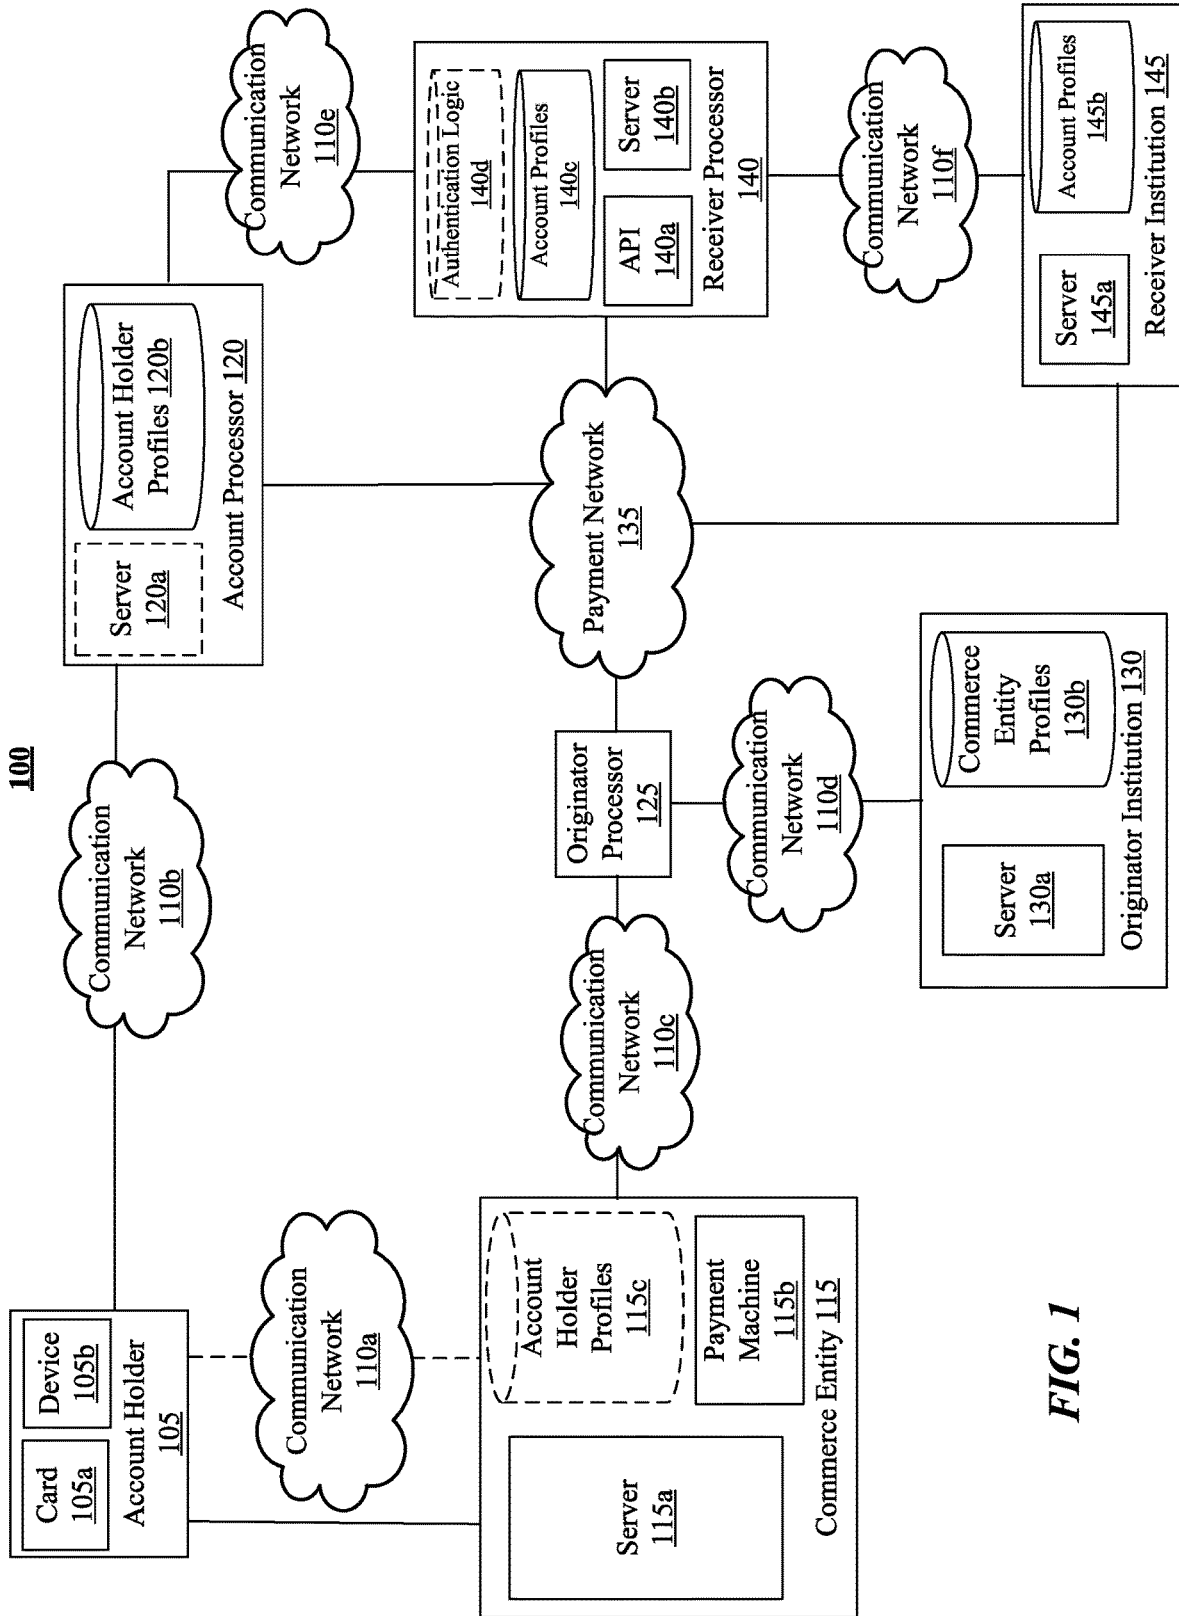 100
Card
105a
Device
105b
Account Holder
105
Communication
Network
110b
Server
120a
Account Holder
Profiles 120b
Account Processor 120
Communication
Network
110e
Communication
Network
110a
Authentication Logic
140d
Account Profiles
140c
API
140a
Server
140b
Receiver Processor
140
Server
115a
Account
Holder
Profiles
115c
Payment
Machine
115b
Commerce Entity 115
Communication
Network
110c
Originator
Processor
125
Payment Network
135
Communication
Network
110d
Communication
Network
110f
Server
130a
Commerce
Entity
Profiles
130b
Originator Institution 130
Server
145a
Account Profiles
145b
Receiver Institution 145
FIG. 1